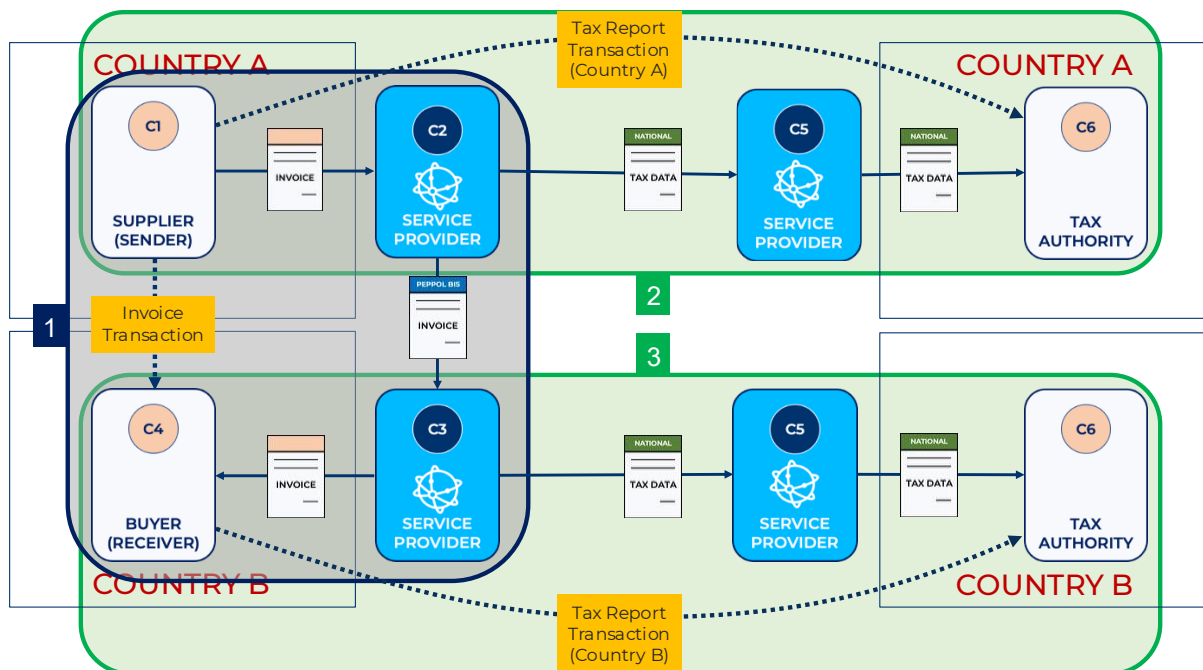 Tax Report
Transaction
(Country A)
COUNTRY A
COUNTRY A
C1
C2
C5
C6
INVOICE
NATIONAL
TAX DATA
NATIONAL
TAX DATA
SUPPLIER
(SENDER)
SERVICE
PROVIDER
SERVICE
PROVIDER
TAX
AUTHORITY
PEPPOL BIS
INVOICE
2
1
Invoice
Transaction
3
C4
C3
C5
C6
INVOICE
NATIONAL
TAX DATA
NATIONAL
TAX DATA
BUYER
(RECEIVER)
SERVICE
PROVIDER
SERVICE
PROVIDER
TAX
AUTHORITY
COUNTRY B
COUNTRY B
Tax Report
Transaction
(Country B)